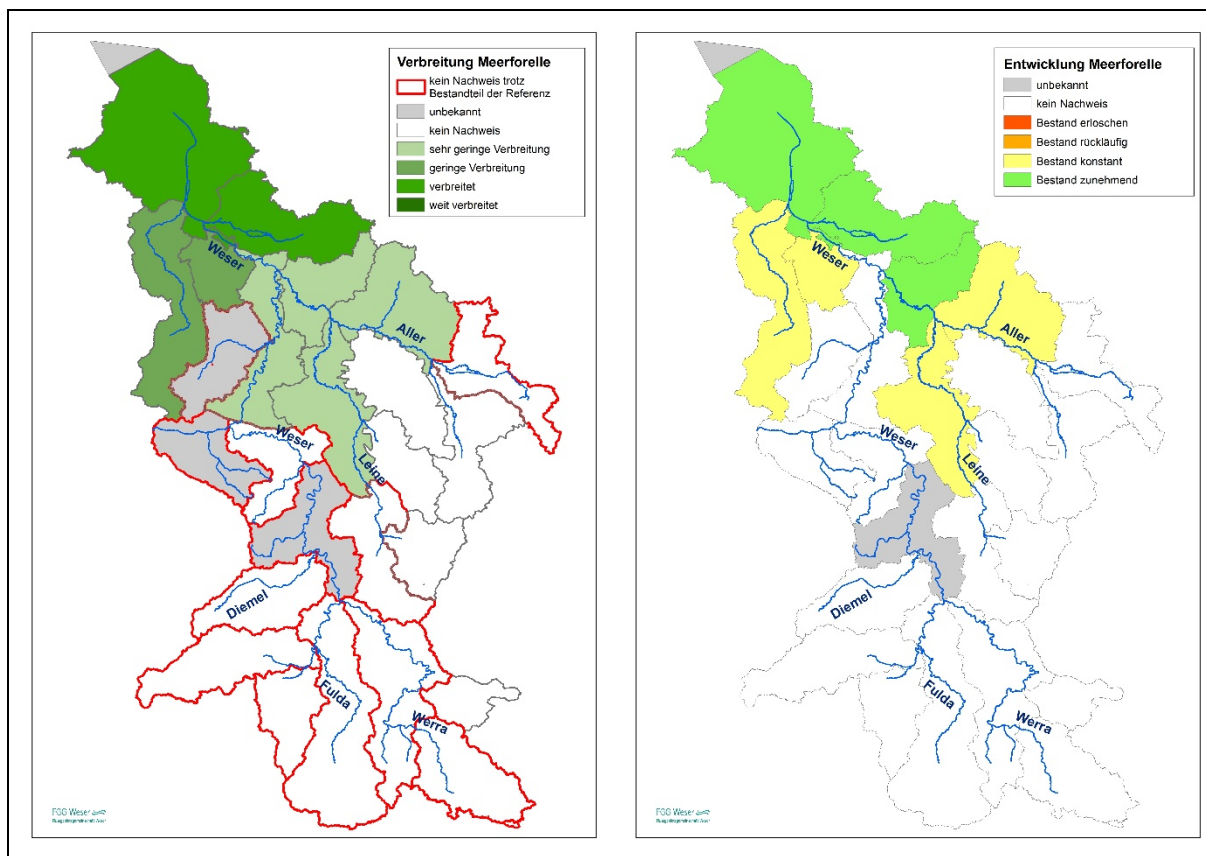 Verbreitung Meerforelle
kein Nachweis trotz
Bestandteil der Referenz
unbekannt
kein Nachweis
sehr geringe Verbreitung
geringe Verbreitung
verbreitet
weit verbreitet
Weser
Aller
Weser
Leine
Diemel
Fulda
Werra
FGG Weser
Entwicklung Meerforelle
unbekannt
kein Nachweis
Bestand erloschen
Bestand rückläufig
Bestand konstant
Bestand zunehmend
Weser
Aller
Weser
Leine
Diemel
Fulda
Werra
FGG Weser